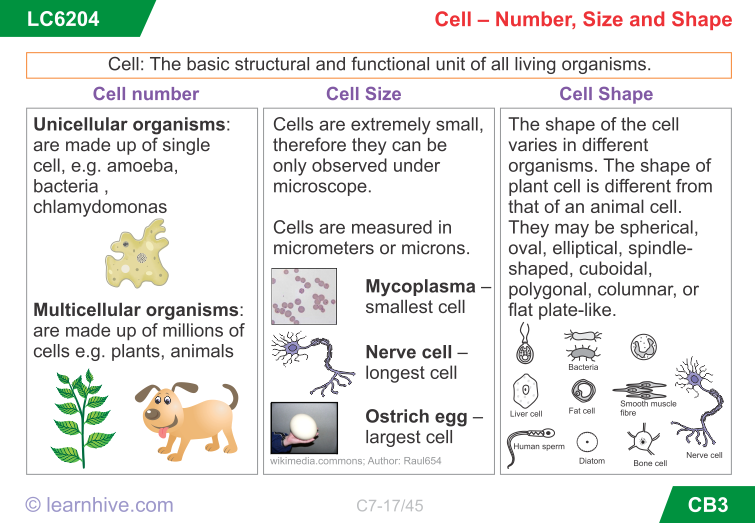 LC6204
Cell – Number, Size and Shape
Cell: The basic structural and functional unit of all living organisms.
Cell number
Unicellular organisms:
are made up of single
cell, e.g. amoeba,
bacteria ,
chlamydomonas
Multicellular organisms:
are made up of millions of
cells e.g. plants, animals
Cell Size
Cells are extremely small,
therefore they can be
only observed under
microscope.
Cells are measured in
micrometers or microns.
Mycoplasma –
smallest cell
Nerve cell –
longest cell
Ostrich egg –
largest cell
wikimedia.commons; Author: Raul654
Cell Shape
The shape of the cell
varies in different
organisms. The shape of
plant cell is different from
that of an animal cell.
They may be spherical,
oval, elliptical, spindle-
shaped, cuboidal,
polygonal, columnar, or
flat plate-like.
Bacteria
Liver cell
Fat cell
Smooth muscle
fibre
Human sperm
Diatom
Bone cell
Nerve cell
© learnhive.com
C7-17/45
CB3